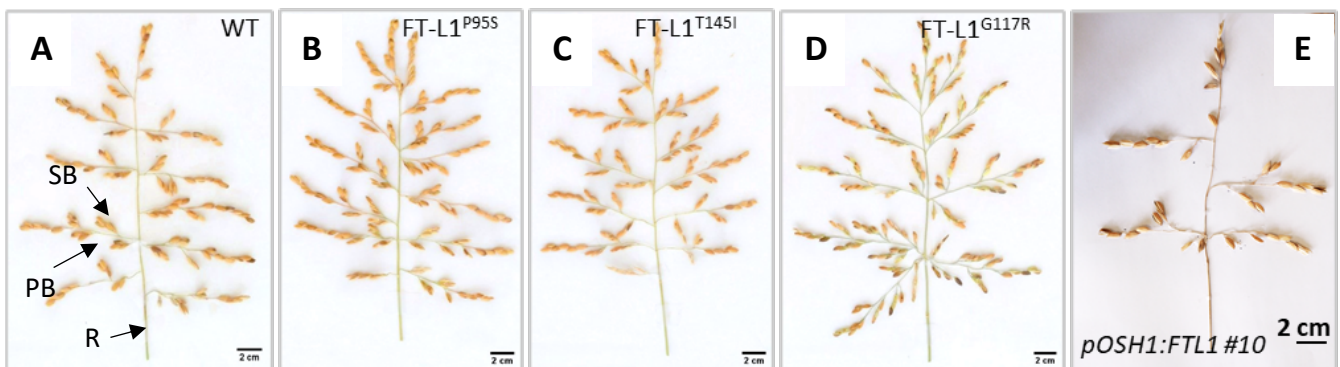 A
WT
SB
PB
R
2 cm
B
FT-L1P95S
2 cm
C
FT-L1T145I
2 cm
D
FT-L1G117R
2 cm
E
2 cm
pOSH1:FTL1 #10